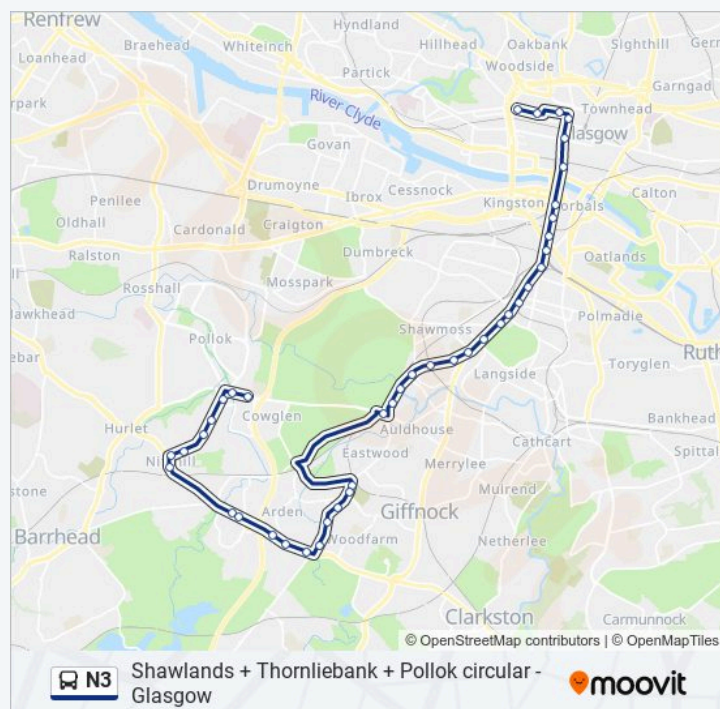 Renfrew
Hyndland
Braehead
Whiteinch
Hillhead
Oakbank
Sighthill
Loanhead
Partick
Woodside
Garngad
River Clyde
Townhead
Govan
Glasgow
Drumoyne
Ibrox
Cessnock
Kingston
Gorbals
Calton
Penilee
Cardonald
Craigton
Oldhall
Dumbreck
Oatlands
Ralston
Mosspark
Rosshall
Polmadie
Pollok
Shawmoss
Langside
Toryglen
Cowglen
Hurlet
Auldhouse
Cathcart
Bankhead
Eastwood
Merrylee
Muirend
Arden
Giffnock
Barrhead
Woodfarm
Netherlee
Clarkston
Carmunnock
© OpenStreetMap contributors | © OpenMapTiles
N3
Shawlands + Thornliebank + Pollok circular -
Glasgow
moovit